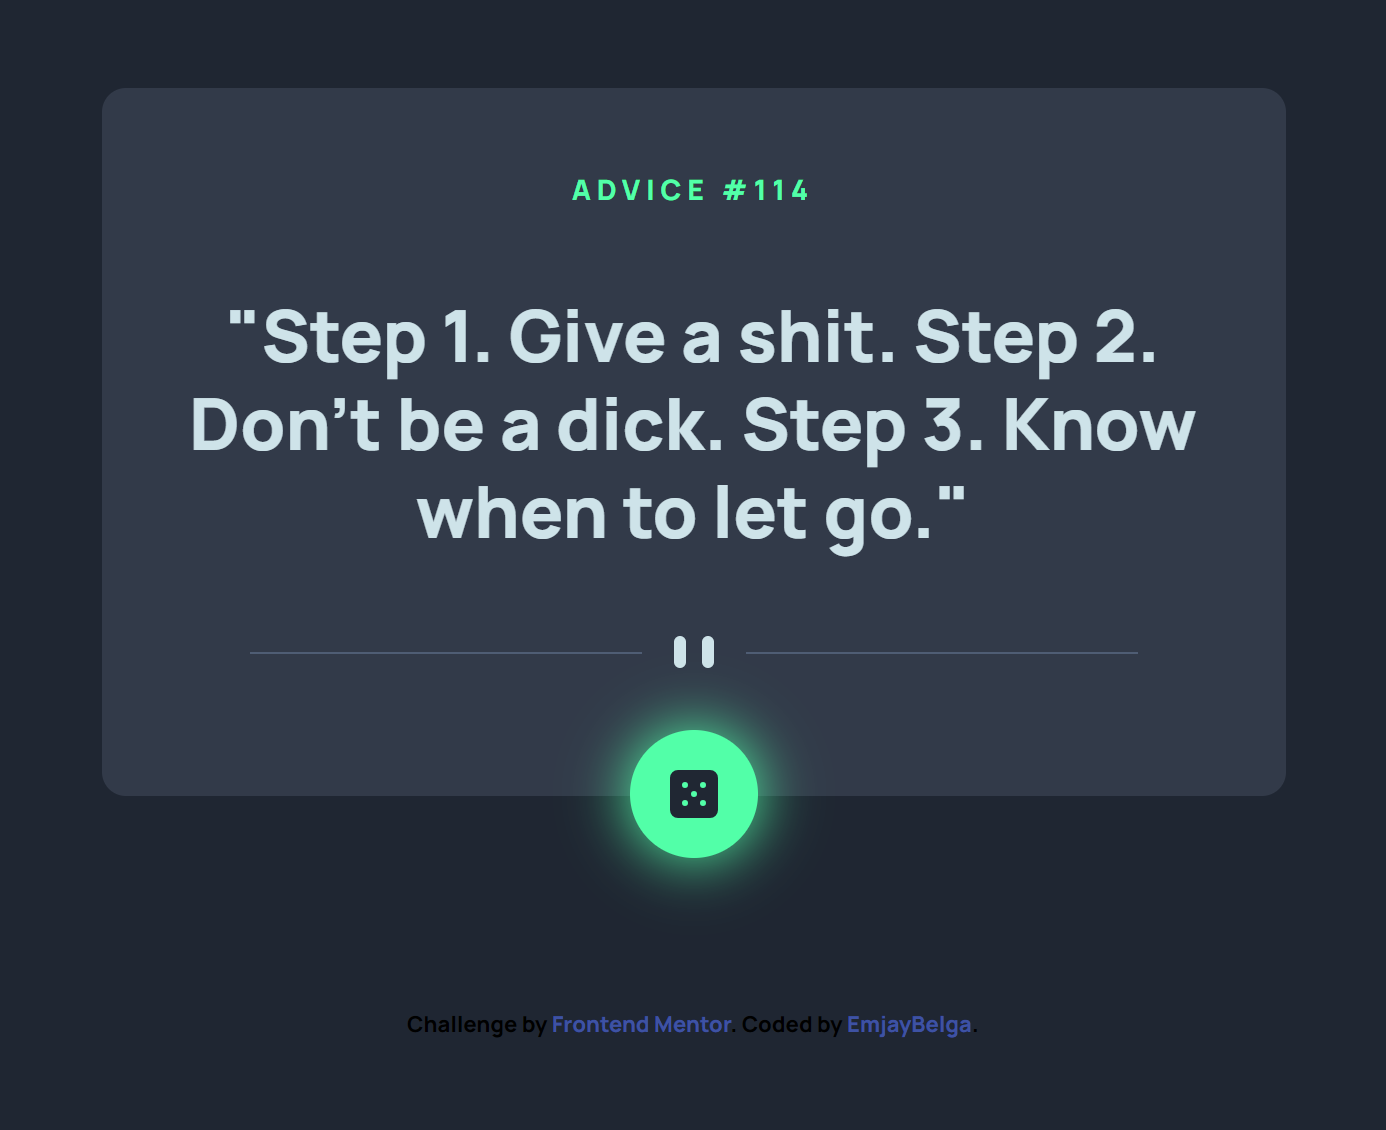 ADVICE #114
"Step 1. Give a shit. Step 2.
Don’t be a dick. Step 3. Know
when to let go."
Challenge by Frontend Mentor. Coded by EmjayBelga.